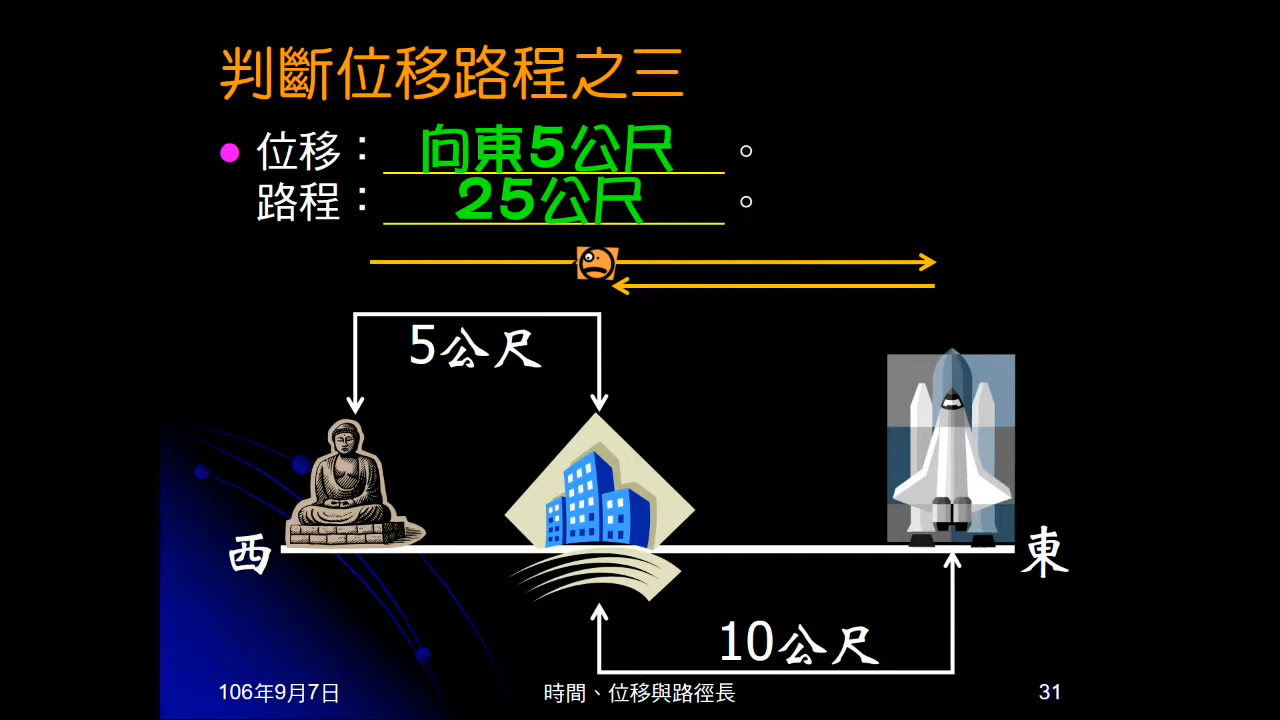 判斷位移路程之三
位移：向東5公尺。
路程：25公尺。
5公尺
西
東
10公尺
106年9月7日
時間、位移與路徑長
31